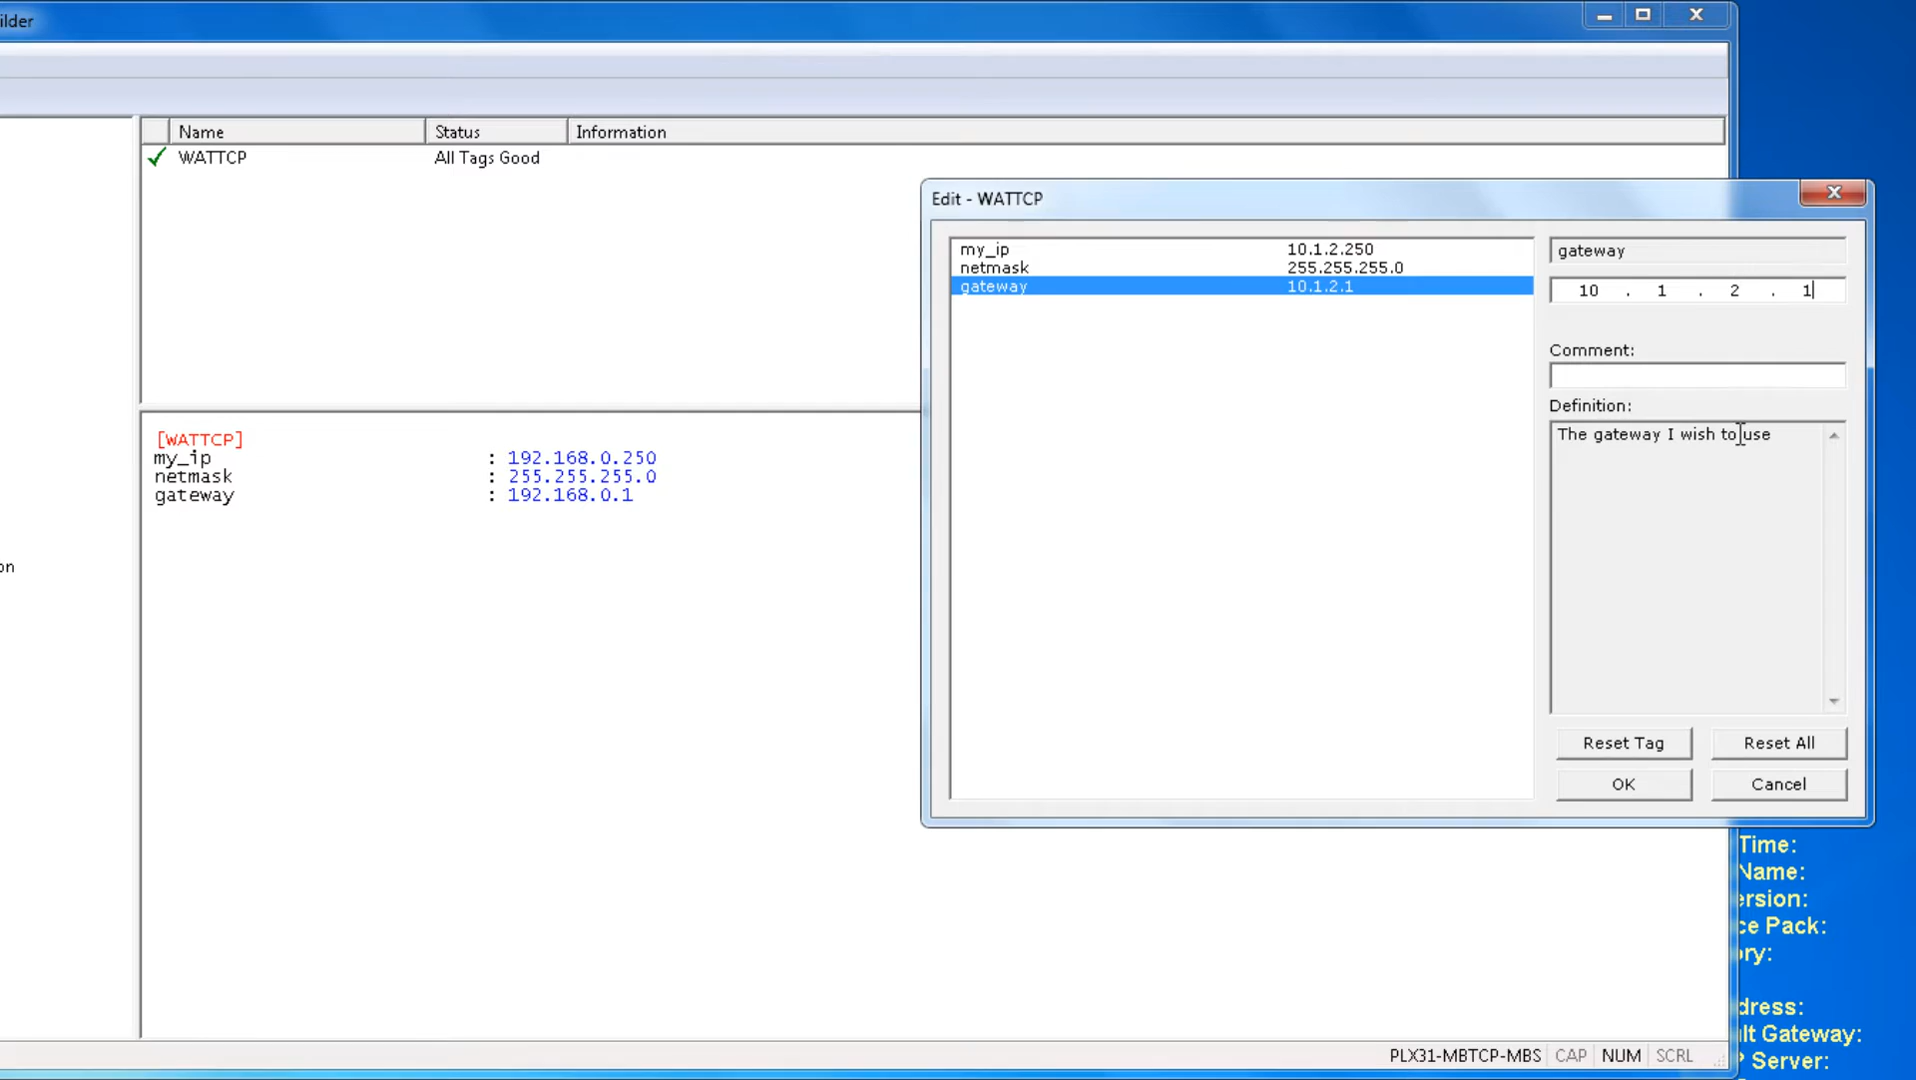 ilder
Name Status Information
WATTCP All Tags Good
Edit - WATTCP
my_ip 10.1.2.250
netmask 255.255.255.0
gateway 10.1.2.1
gateway
10 . 1 . 2 . 1
Comment:
Definition:
The gateway I wish to use
[WATTCP]
my_ip : 192.168.0.250
netmask : 255.255.255.0
gateway : 192.168.0.1
on
Reset Tag Reset All
OK Cancel
Time:
Name:
ersion:
ce Pack:
ory:
dress:
lt Gateway:
P Server:
PLX31-MBTCP-MBS CAP NUM SCRL